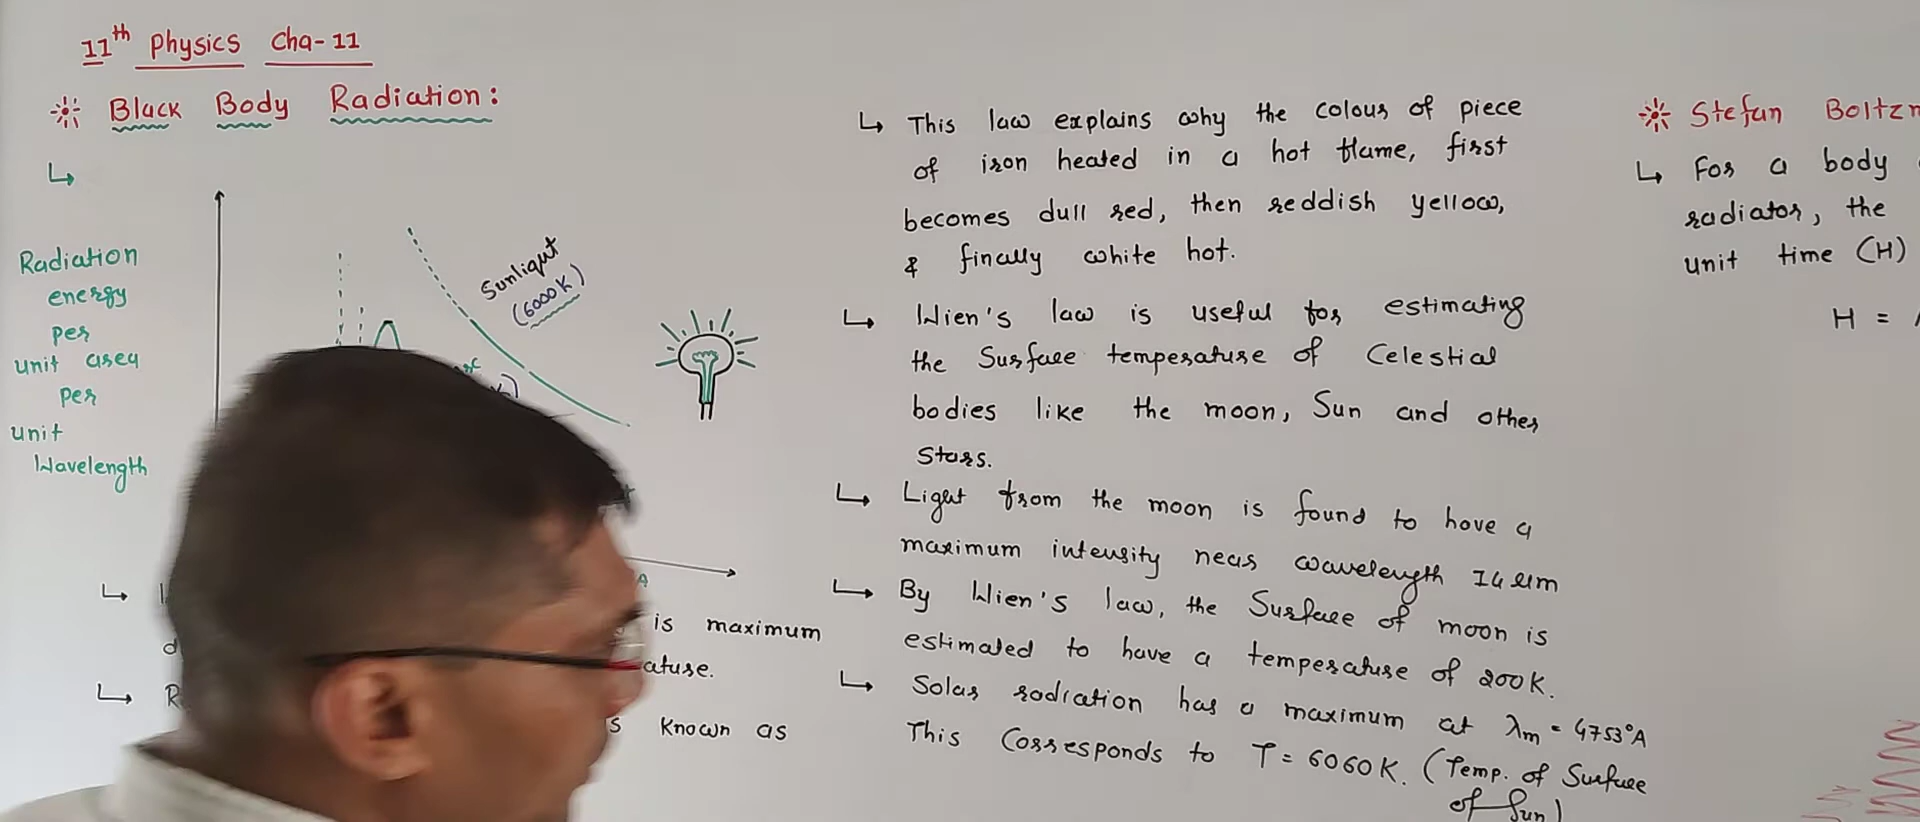 11th Physics Cha-11
Black Body Radiation:
Radiation
energy
per
unit area
per
unit
Wavelength
Sunlight
(6000K)
is maximum
s known as
This law explains why the colour of piece
of iron heated in a hot flame, first
becomes dull red, then reddish yellow,
& finally white hot.
Wien's law is useful for estimating
the Surface temperature of Celestial
bodies like the moon, Sun and other
Stars.
Light from the moon is found to have a
maximum intensity near wavelength 14 μm
By Wien's law, the Surface of moon is
estimated to have a temperature of 200K.
Solar radiation has a maximum at λm = 4753°A
This Corresponds to T = 6060K. (Temp. of Surface
of Sun)
Stefan Boltzm
For a body
radiator, the
unit time (H)
H =